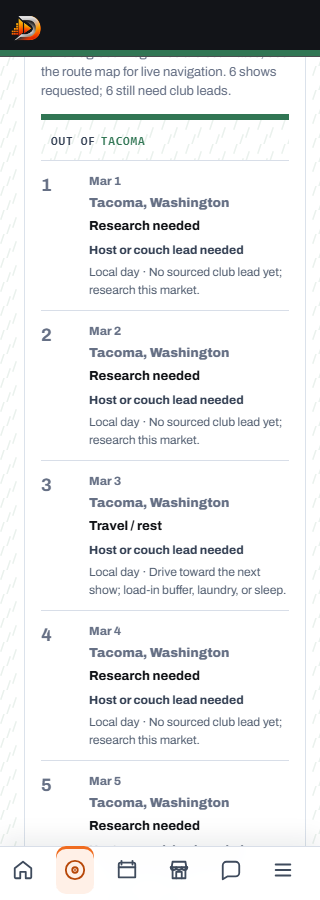 the route map for live navigation. 6 shows
requested; 6 still need club leads.
OUT OF TACOMA
1
Mar 1
Tacoma, Washington
Research needed
Host or couch lead needed
Local day · No sourced club lead yet;
research this market.
2
Mar 2
Tacoma, Washington
Research needed
Host or couch lead needed
Local day · No sourced club lead yet;
research this market.
3
Mar 3
Tacoma, Washington
Travel / rest
Host or couch lead needed
Local day · Drive toward the next
show; load-in buffer, laundry, or sleep.
4
Mar 4
Tacoma, Washington
Research needed
Host or couch lead needed
Local day · No sourced club lead yet;
research this market.
5
Mar 5
Tacoma, Washington
Research needed